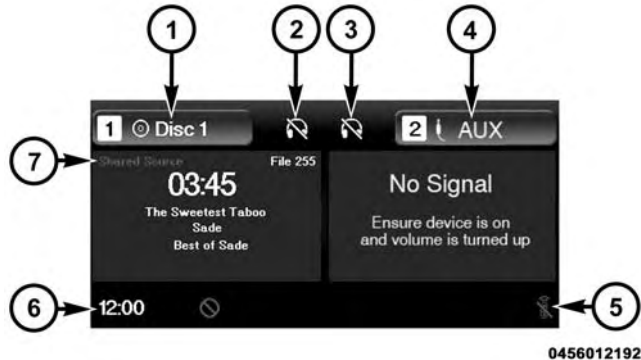 1 2 3 4
1 Disc 1 2 AUX
7
Shared Source File 255
03:45
The Sweetest Taboo
Sade
Best of Sade
No Signal
Ensure device is on
and volume is turned up
6 12:00 5
0456012192